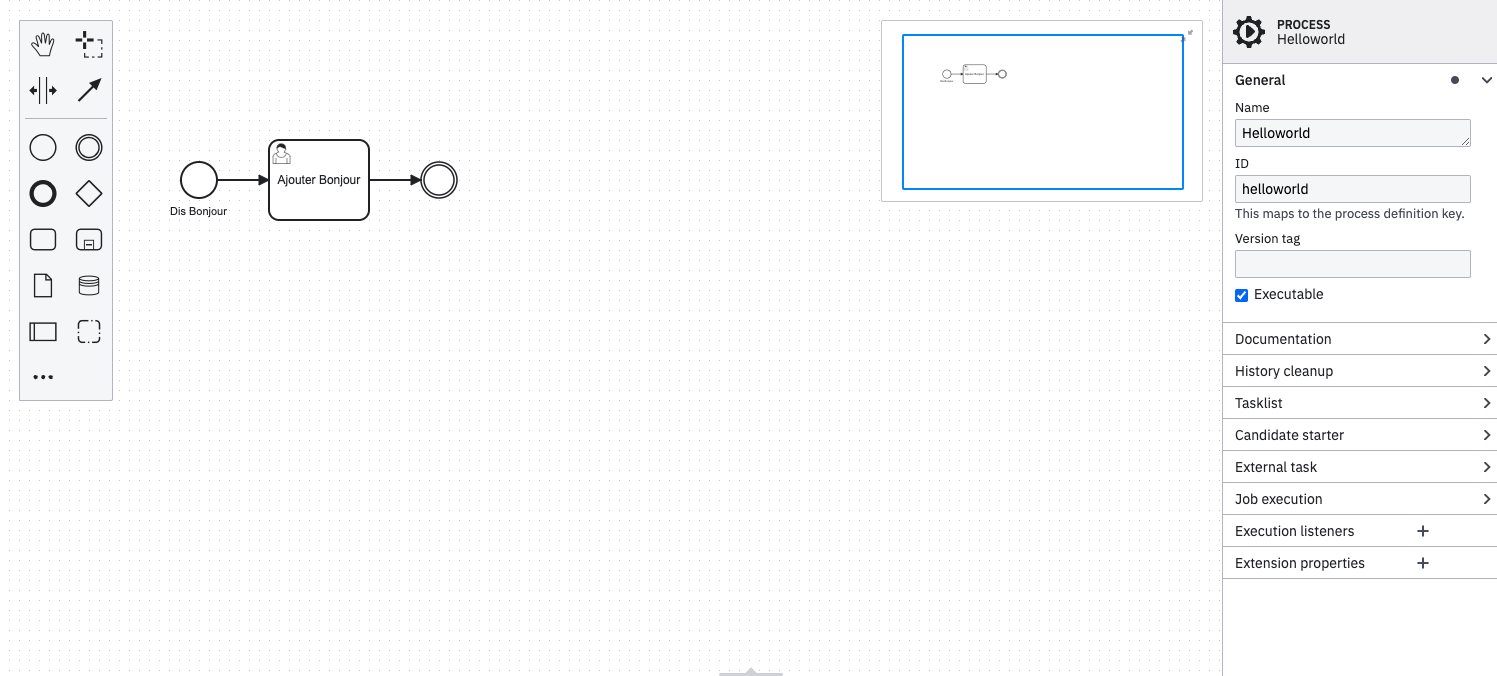 Dis Bonjour
Ajouter Bonjour
PROCESS
Helloworld
General
Name
Helloworld
ID
helloworld
This maps to the process definition key.
Version tag
Executable
Documentation
History cleanup
Tasklist
Candidate starter
External task
Job execution
Execution listeners
Extension properties